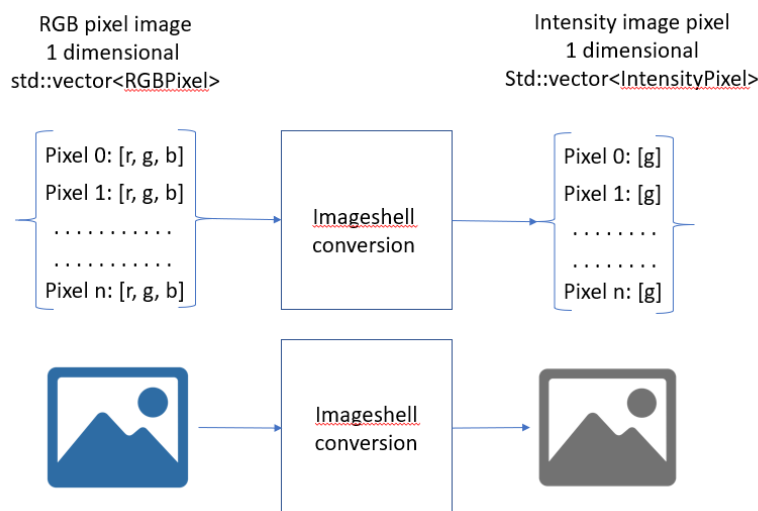 RGB pixel image
1 dimensional
std::vector<RGBPixel>
Intensity image pixel
1 dimensional
Std::vector<IntensityPixel>
Pixel 0: [r, g, b]
Pixel 1: [r, g, b]
. . . . . . . . . . .
. . . . . . . . . . .
Pixel n: [r, g, b]
Imageshell
conversion
Pixel 0: [g]
Pixel 1: [g]
. . . . . . . .
. . . . . . . .
Pixel n: [g]
Imageshell
conversion